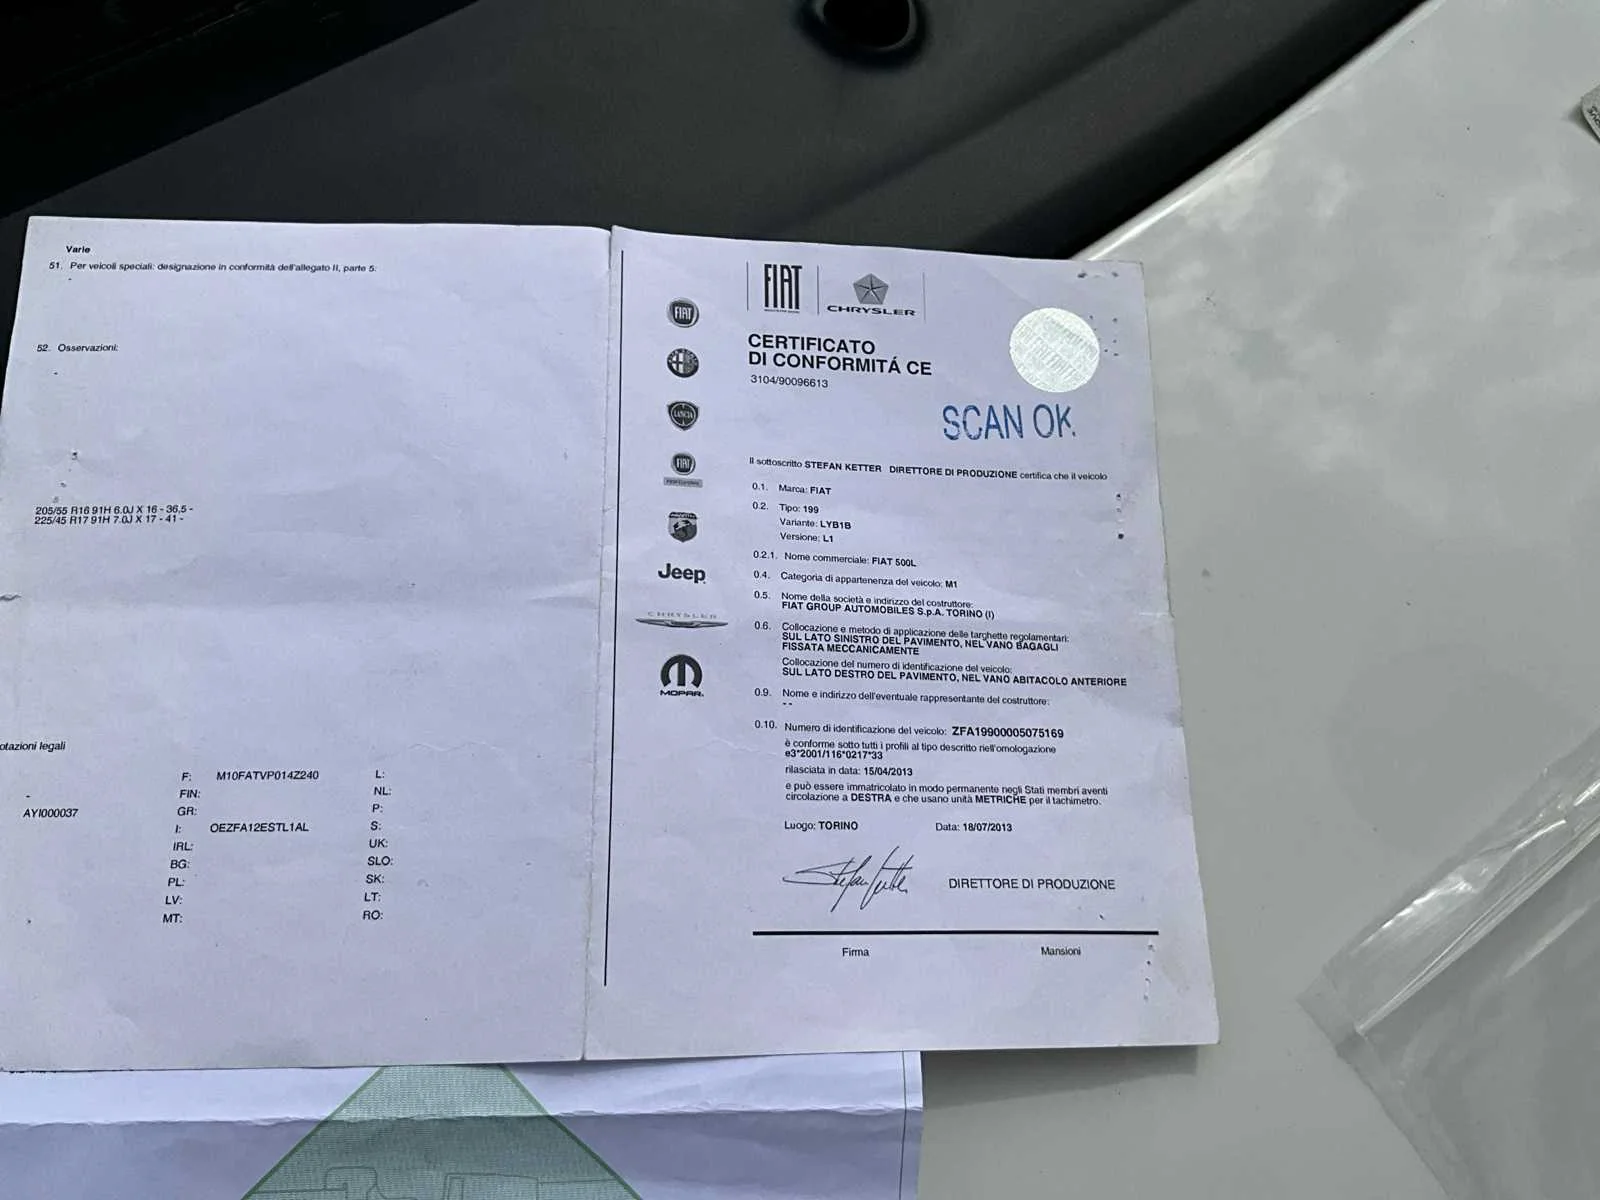 Varie
51. Per veicoli speciali: designazione in conformità dell'allegato II, parte 5:
-
52. Osservazioni:
-
205/55 R16 91H 6.0J X 16 - 36,5 -
225/45 R17 91H 7.0J X 17 - 41 -
otazioni legali
-
AYI000037
F: M10FATVP014Z240
FIN:
GR:
I: OEZFA12ESTL1AL
IRL:
BG:
PL:
LV:
MT:
L:
NL:
P:
S:
UK:
SLO:
SK:
LT:
RO:
FIAT
CHRYSLER
FIAT
LANCIA
FIAT
Jeep
CHRYSLER
MOPAR
CERTIFICATO
DI CONFORMITÁ CE
3104/90096613
SCAN OK
Il sottoscritto STEFAN KETTER DIRETTORE DI PRODUZIONE certifica che il veicolo
0.1. Marca: FIAT
0.2. Tipo: 199
Variante: LYB1B
Versione: L1
0.2.1. Nome commerciale: FIAT 500L
0.4. Categoria di appartenenza del veicolo: M1
0.5. Nome della società e indirizzo del costruttore:
FIAT GROUP AUTOMOBILES S.p.A. TORINO (I)
0.6. Collocazione e metodo di applicazione delle targhette regolamentari:
SUL LATO SINISTRO DEL PAVIMENTO, NEL VANO BAGAGLI
FISSATA MECCANICAMENTE
Collocazione del numero di identificazione del veicolo:
SUL LATO DESTRO DEL PAVIMENTO, NEL VANO ABITACOLO ANTERIORE
0.9. Nome e indirizzo dell'eventuale rappresentante del costruttore:
- -
0.10. Numero di identificazione del veicolo: ZFA19900005075169
è conforme sotto tutti i profili al tipo descritto nell'omologazione
e3*2001/116*0217*33
rilasciata in data: 15/04/2013
e può essere immatricolato in modo permanente negli Stati membri aventi
circolazione a DESTRA e che usano unità METRICHE per il tachimetro.
Luogo: TORINO Data: 18/07/2013
Stefan Ketter
DIRETTORE DI PRODUZIONE
Firma Mansioni